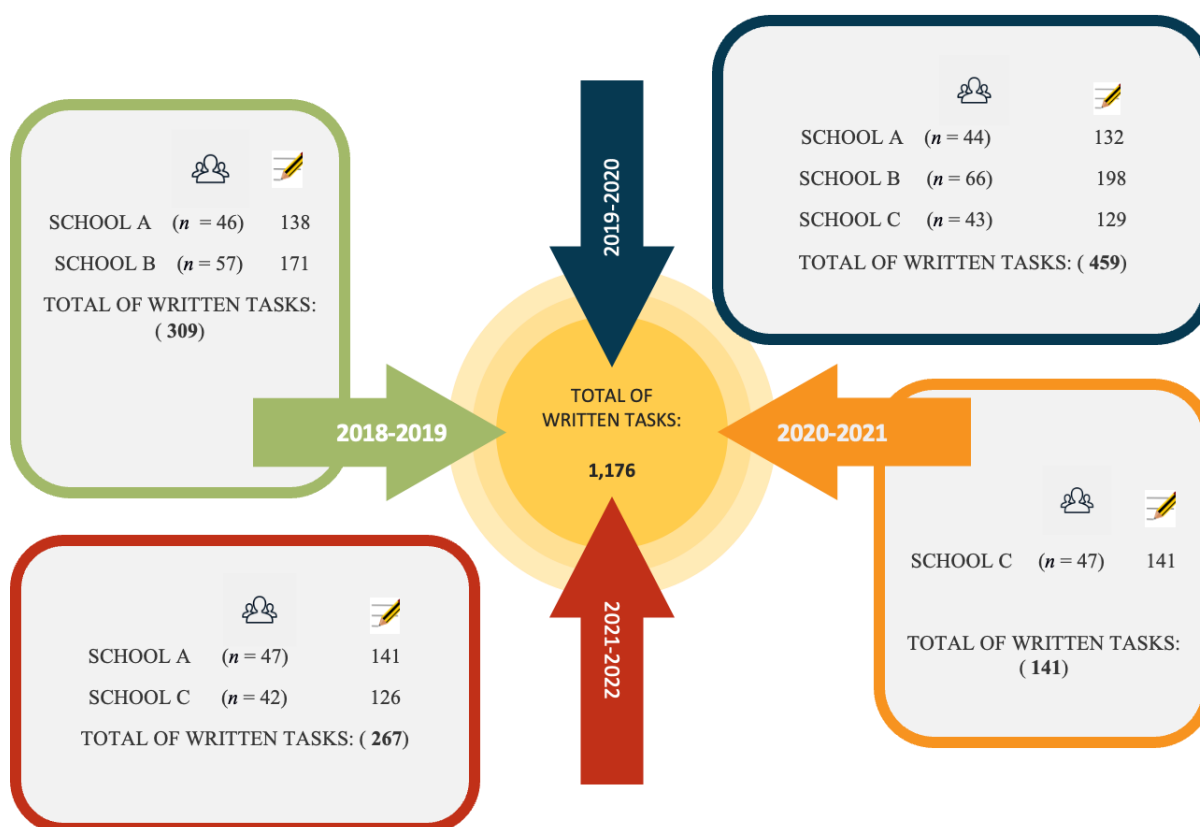 SCHOOL A (n = 46) 138
SCHOOL B (n = 57) 171
TOTAL OF WRITTEN TASKS:
( 309)
2018-2019
2019-2020
SCHOOL A (n = 44) 132
SCHOOL B (n = 66) 198
SCHOOL C (n = 43) 129
TOTAL OF WRITTEN TASKS: ( 459)
TOTAL OF
WRITTEN TASKS:
1,176
2020-2021
SCHOOL C (n = 47) 141
TOTAL OF WRITTEN TASKS:
( 141)
SCHOOL A (n = 47) 141
SCHOOL C (n = 42) 126
TOTAL OF WRITTEN TASKS: ( 267)
2021-2022